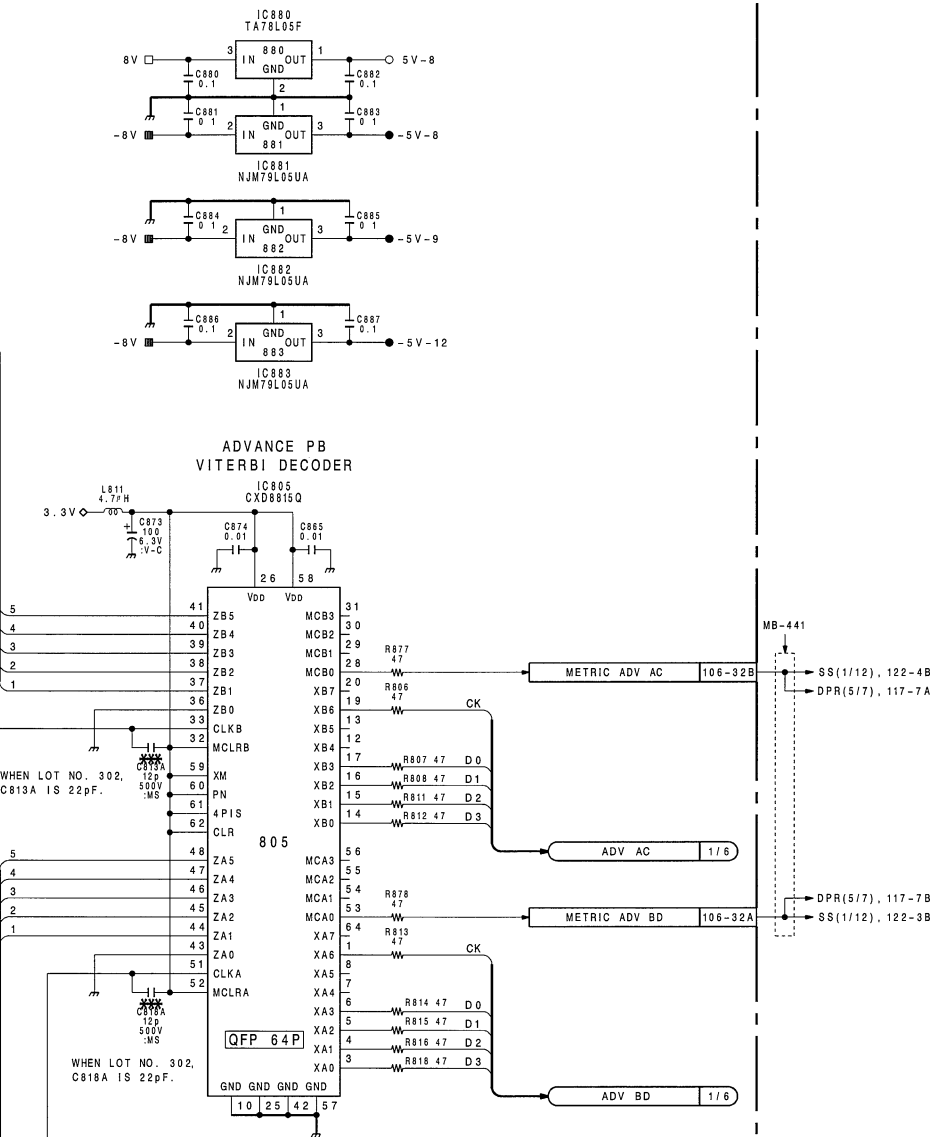 IC880
TA78L05F
8V 3 IN 880 OUT 1 5V-8
GND
C880 0.1
2
C882 0.1
C881 0 1
1
C883 0 1
-8V 2 IN GND OUT 3 -5V-8
881
IC881
NJM79L05UA
C884 0 1
1
C885 0 1
-8V 2 IN GND OUT 3 -5V-9
882
IC882
NJM79L05UA
C886 0.1
1
C887 0.1
-8V 2 IN GND OUT 3 -5V-12
883
IC883
NJM79L05UA
ADVANCE PB
VITERBI DECODER
IC805
CXD8815Q
L811
4.7μH
3.3V
+ C873
100
6.3V
:V-C
C874
0.01
C865
0.01
26 58
VDD VDD
5 41 ZB5 MCB3 31
4 40 ZB4 MCB2 30
3 39 ZB3 MCB1 29
2 38 ZB2 MCB0 28
1 37 ZB1 XB7 20
36 ZB0 XB6 19
33 CLKB XB5 13
32 MCLRB XB4 12
59 XM XB3 17
60 PN XB2 16
61 4PIS XB1 15
62 CLR XB0 14
805
5 48 ZA5 MCA3 56
4 47 ZA4 MCA2 55
3 46 ZA3 MCA1 54
2 45 ZA2 MCA0 53
1 44 ZA1 XA7 64
43 ZA0 XA6 1
51 CLKA XA5 8
52 MCLRA XA4 7
XA3 6
XA2 5
XA1 4
XA0 3
QFP 64P
GND GND GND GND
10 25 42 57
C813A
12p
500V
:MS
WHEN LOT NO. 302,
C813A IS 22pF.
C818A
12p
500V
:MS
WHEN LOT NO. 302,
C818A IS 22pF.
R877
47
R806
47
CK
R807 47 D0
R808 47 D1
R811 47 D2
R812 47 D3
METRIC ADV AC 106-32B
ADV AC 1/6
R878
47
R813
47
CK
R814 47 D0
R815 47 D1
R816 47 D2
R818 47 D3
METRIC ADV BD 106-32A
ADV BD 1/6
MB-441
SS(1/12), 122-4B
DPR(5/7), 117-7A
DPR(5/7), 117-7B
SS(1/12), 122-3B